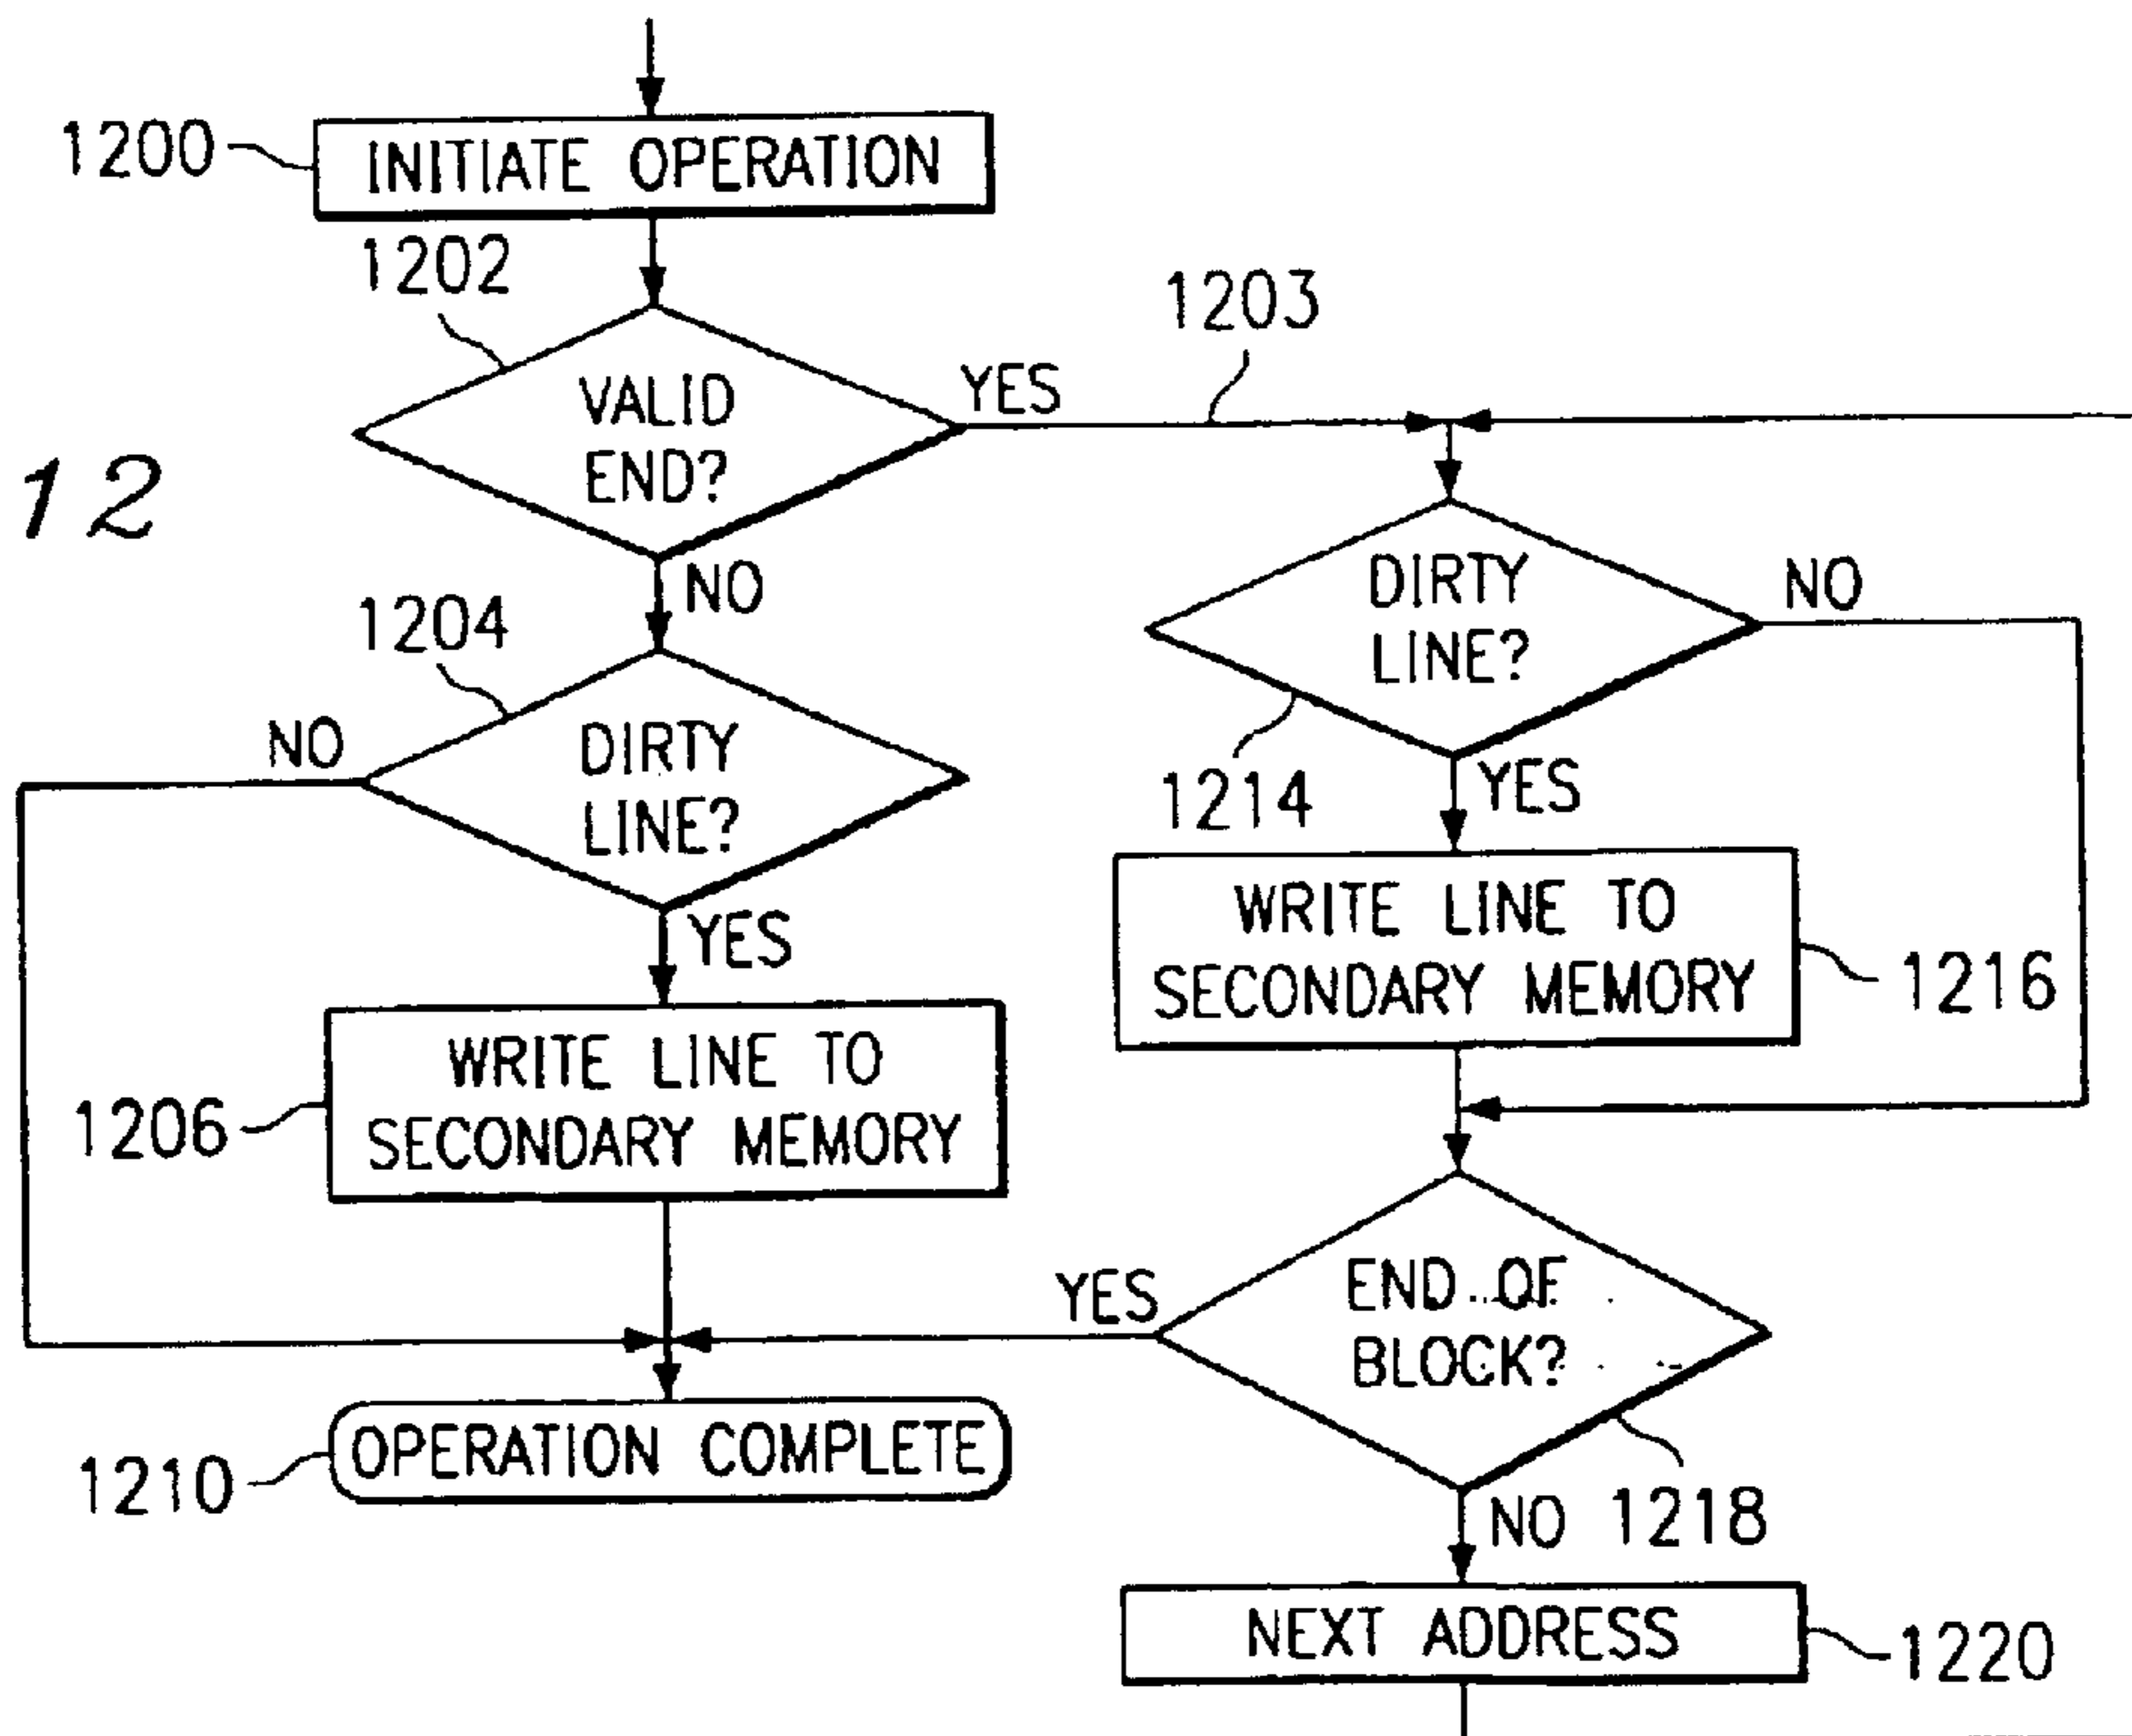 1200
INITIATE OPERATION
1202
1203
VALID
END?
YES
12
NO
1204
DIRTY
LINE?
NO
YES
WRITE LINE TO
SECONDARY MEMORY
1206
DIRTY
LINE?
NO
1214
YES
WRITE LINE TO
SECONDARY MEMORY
1216
END OF
BLOCK?
YES
OPERATION COMPLETE
1210
NO
1218
NEXT ADDRESS
1220